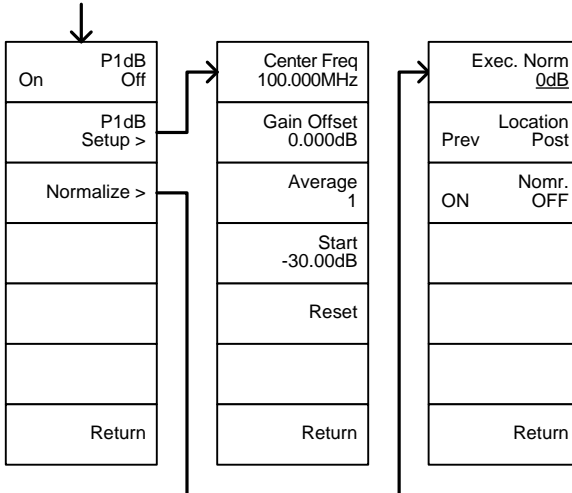 P1dB
On Off
P1dB
Setup >
Normalize >
Return
Center Freq
100.000MHz
Gain Offset
0.000dB
Average
1
Start
-30.00dB
Reset
Return
Exec. Norm
0dB
Location
Prev Post
Nomr.
ON OFF
Return